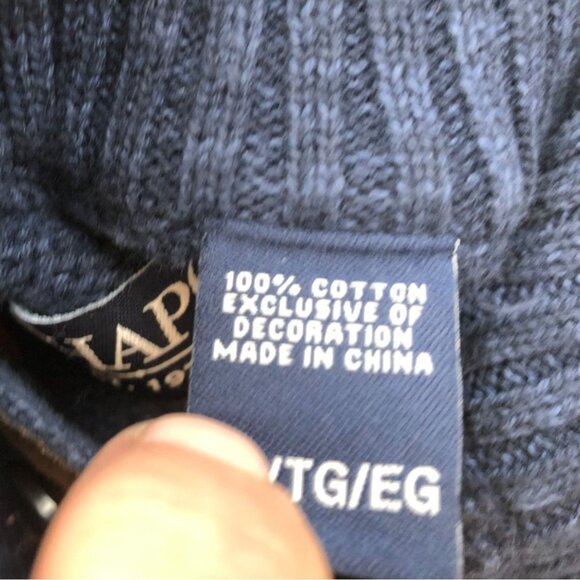 100% COTTON
EXCLUSIVE OF
DECORATION
MADE IN CHINA
/TG/EG